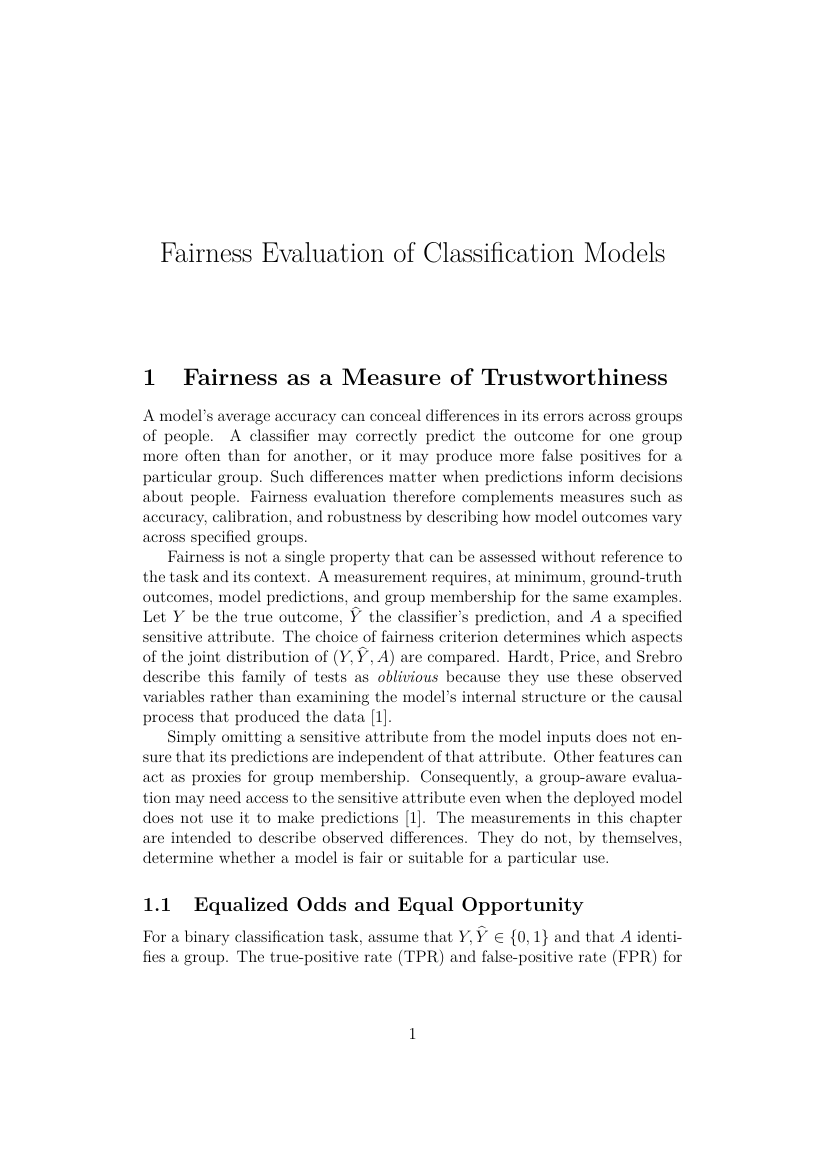 Fairness Evaluation of Classification Models
1 Fairness as a Measure of Trustworthiness
A model's average accuracy can conceal differences in its errors across groups
of people. A classifier may correctly predict the outcome for one group
more often than for another, or it may produce more false positives for a
particular group. Such differences matter when predictions inform decisions
about people. Fairness evaluation therefore complements measures such as
accuracy, calibration, and robustness by describing how model outcomes vary
across specified groups.
Fairness is not a single property that can be assessed without reference to
the task and its context. A measurement requires, at minimum, ground-truth
outcomes, model predictions, and group membership for the same examples.
Let Y be the true outcome, Ŷ the classifier's prediction, and A a specified
sensitive attribute. The choice of fairness criterion determines which aspects
of the joint distribution of (Y, Ŷ, A) are compared. Hardt, Price, and Srebro
describe this family of tests as oblivious because they use these observed
variables rather than examining the model's internal structure or the causal
process that produced the data [1].
Simply omitting a sensitive attribute from the model inputs does not en-
sure that its predictions are independent of that attribute. Other features can
act as proxies for group membership. Consequently, a group-aware evalua-
tion may need access to the sensitive attribute even when the deployed model
does not use it to make predictions [1]. The measurements in this chapter
are intended to describe observed differences. They do not, by themselves,
determine whether a model is fair or suitable for a particular use.
1.1 Equalized Odds and Equal Opportunity
For a binary classification task, assume that Y, Ŷ ∈ {0, 1} and that A identi-
fies a group. The true-positive rate (TPR) and false-positive rate (FPR) for
1